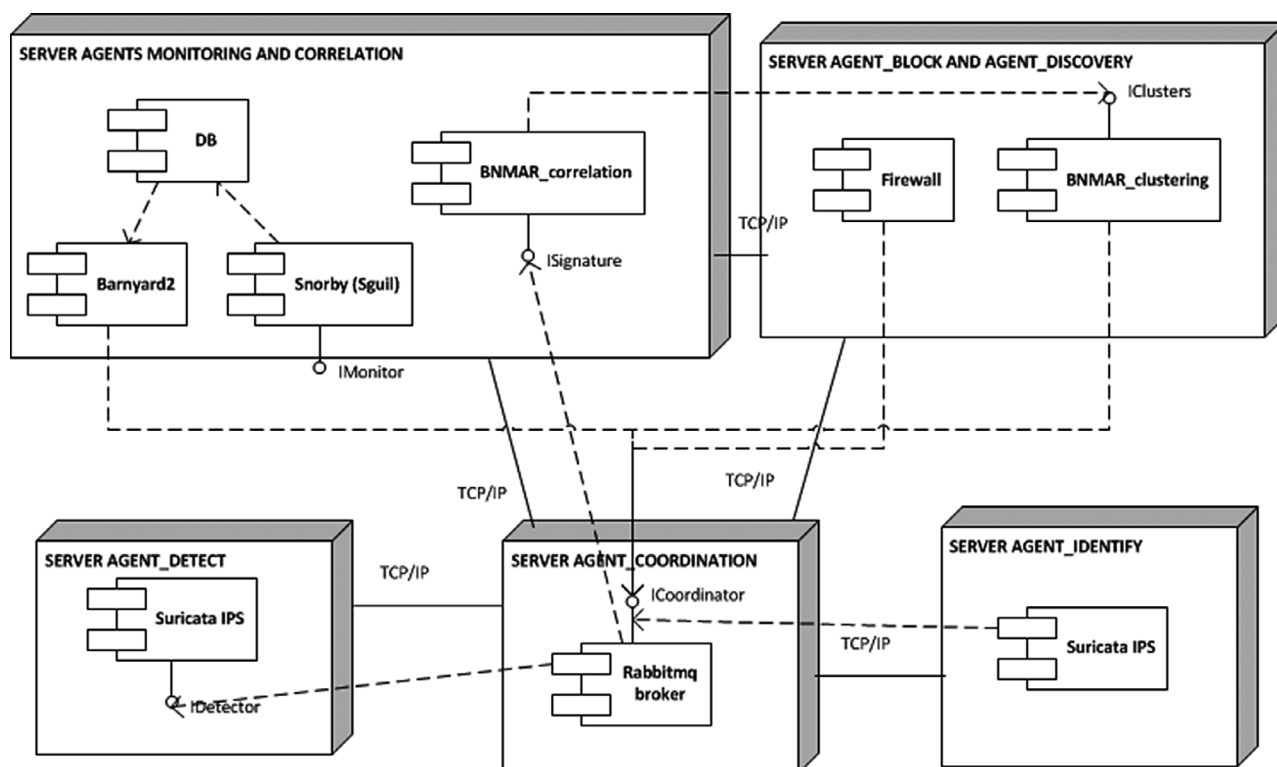 SERVER AGENTS MONITORING AND CORRELATION
DB
BNMAR_correlation
Barnyard2
Snorby (Sguil)
ISignature
IMonitor
TCP/IP
SERVER AGENT_BLOCK AND AGENT_DISCOVERY
IClusters
Firewall
BNMAR_clustering
TCP/IP
TCP/IP
SERVER AGENT_DETECT
Suricata IPS
IDetector
TCP/IP
SERVER AGENT_COORDINATION
ICoordinator
Rabbitmq
broker
TCP/IP
SERVER AGENT_IDENTIFY
Suricata IPS